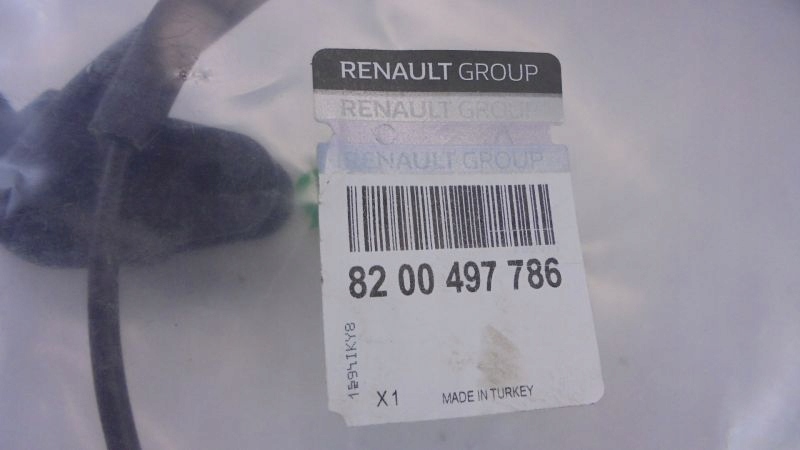 RENAULT GROUP
RENAULT GROUP
RENAULT GROUP
82 00 497 786
X1
MADE IN TURKEY